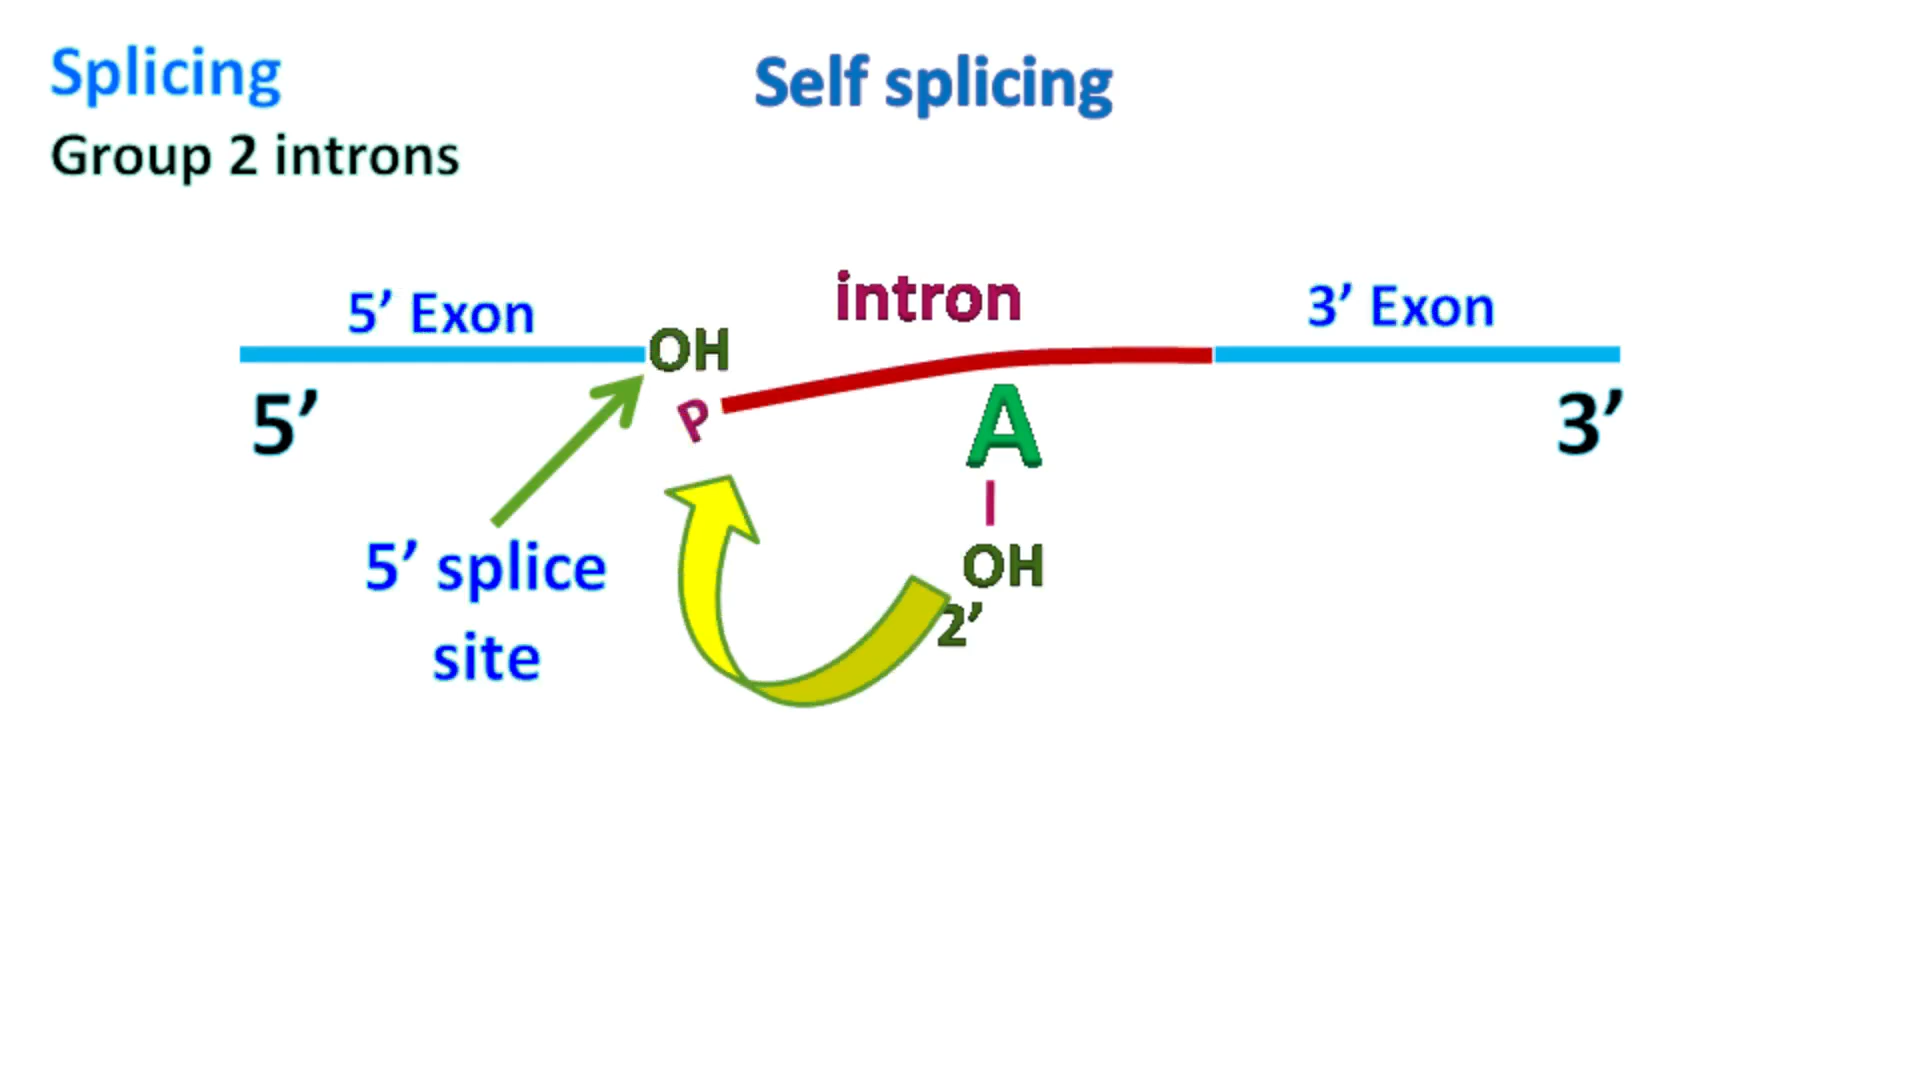 Splicing
Self splicing
Group 2 introns
intron
5’ Exon
3’ Exon
OH
P
5’
A
3’
OH
2’
5’ splice
site